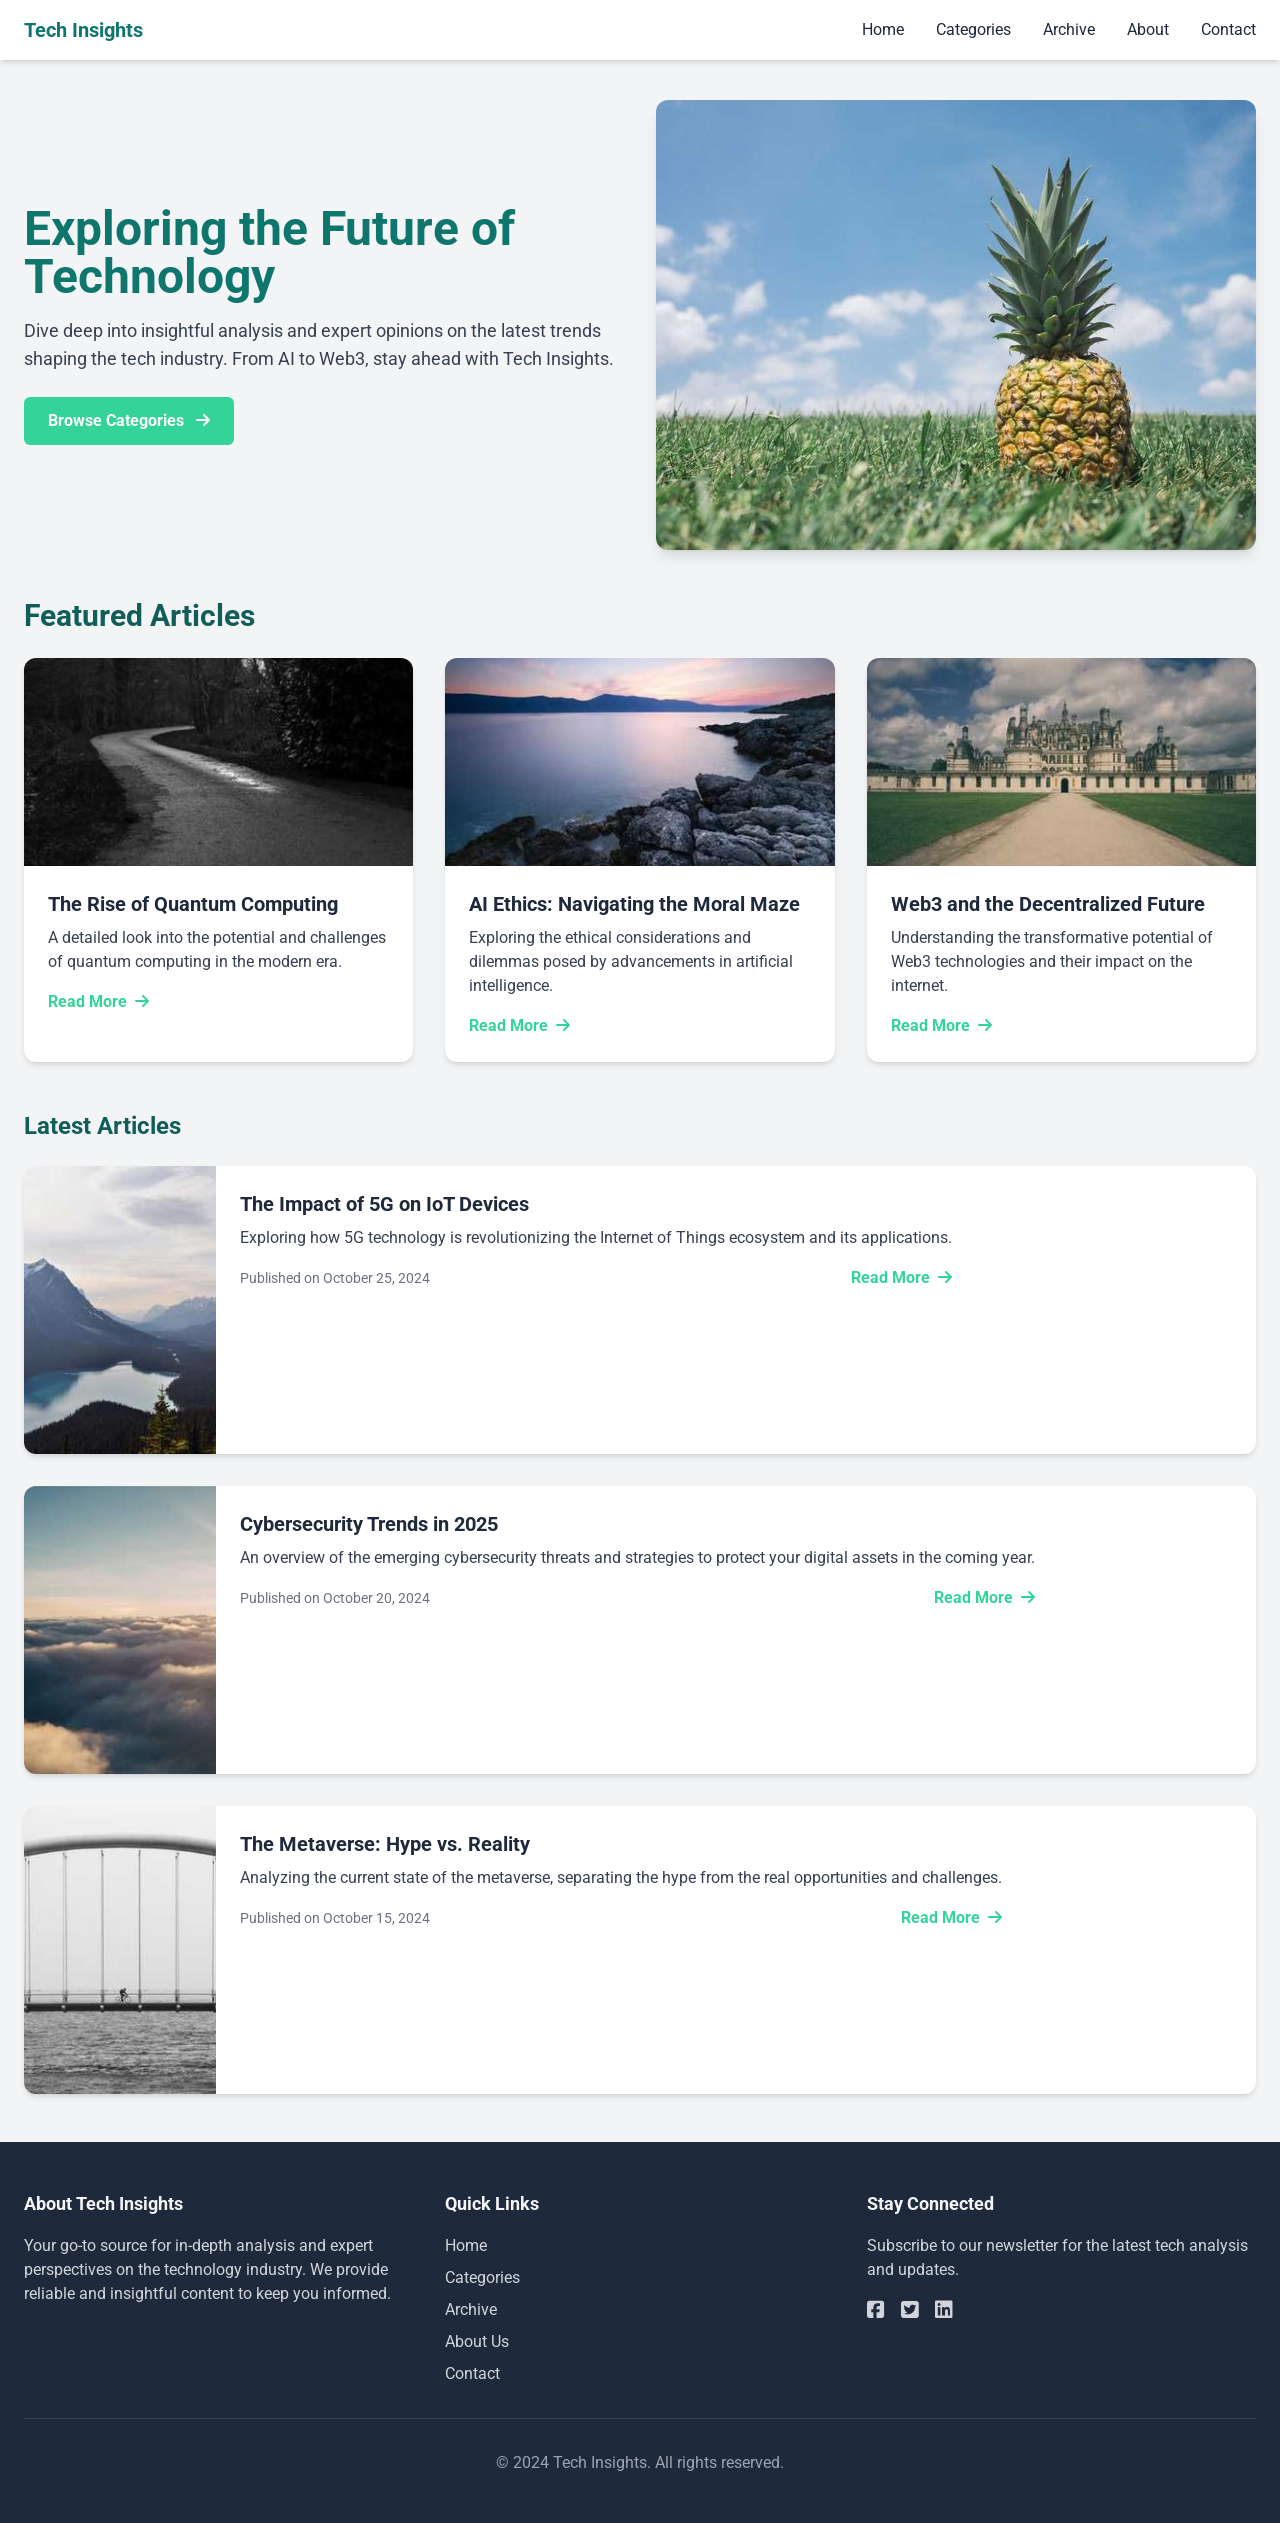 Tech Insights
Home Categories Archive About Contact
Exploring the Future of
Technology
Dive deep into insightful analysis and expert opinions on the latest trends
shaping the tech industry. From AI to Web3, stay ahead with Tech Insights.
Browse Categories
Featured Articles
The Rise of Quantum Computing
A detailed look into the potential and challenges
of quantum computing in the modern era.
Read More
AI Ethics: Navigating the Moral Maze
Exploring the ethical considerations and
dilemmas posed by advancements in artificial
intelligence.
Read More
Web3 and the Decentralized Future
Understanding the transformative potential of
Web3 technologies and their impact on the
internet.
Read More
Latest Articles
The Impact of 5G on IoT Devices
Exploring how 5G technology is revolutionizing the Internet of Things ecosystem and its applications.
Published on October 25, 2024
Read More
Cybersecurity Trends in 2025
An overview of the emerging cybersecurity threats and strategies to protect your digital assets in the coming year.
Published on October 20, 2024
Read More
The Metaverse: Hype vs. Reality
Analyzing the current state of the metaverse, separating the hype from the real opportunities and challenges.
Published on October 15, 2024
Read More
About Tech Insights
Your go-to source for in-depth analysis and expert
perspectives on the technology industry. We provide
reliable and insightful content to keep you informed.
Quick Links
Home
Categories
Archive
About Us
Contact
Stay Connected
Subscribe to our newsletter for the latest tech analysis
and updates.
© 2024 Tech Insights. All rights reserved.